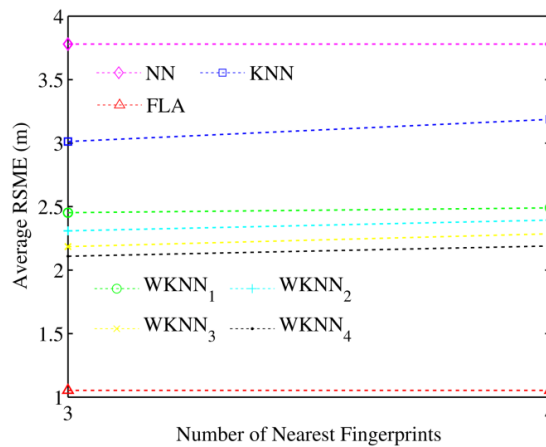 4
3.5
3
2.5
2
1.5
1
3
Average RSME (m)
Number of Nearest Fingerprints
NN KNN
FLA
WKNN1 WKNN2
WKNN3 WKNN4